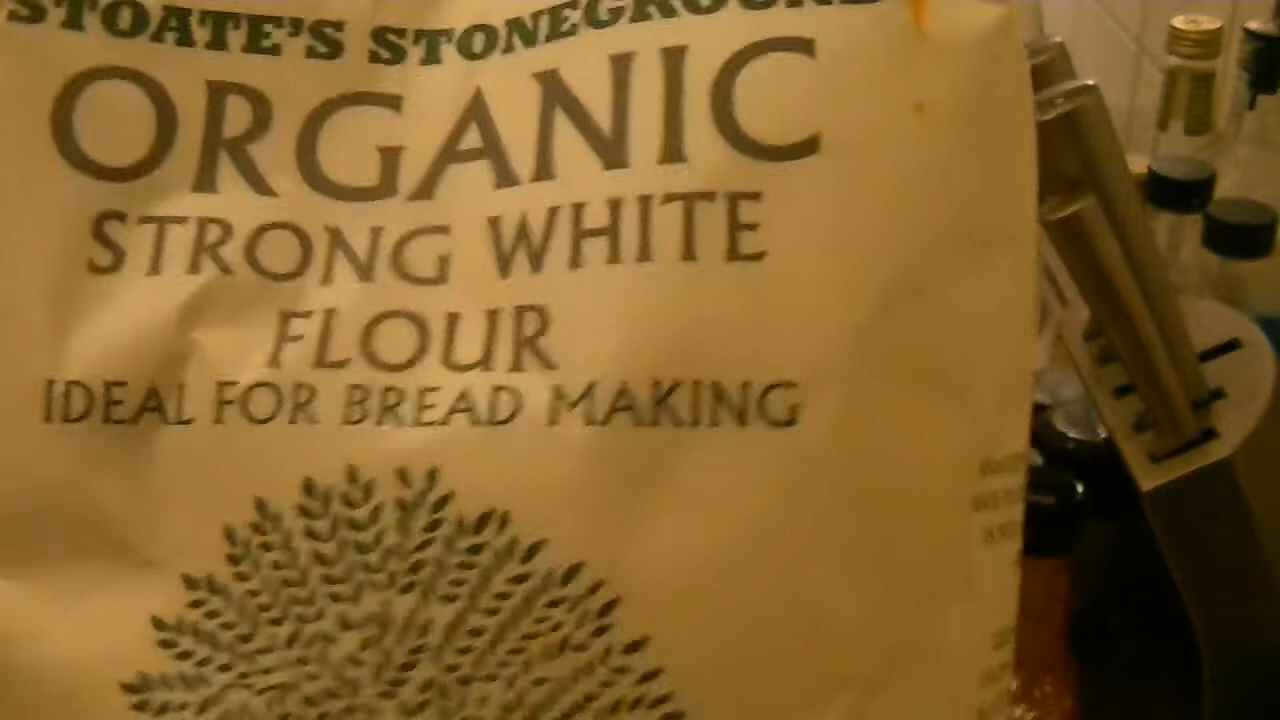 STOATE'S STONEGROUND
ORGANIC
STRONG WHITE
FLOUR
IDEAL FOR BREAD MAKING